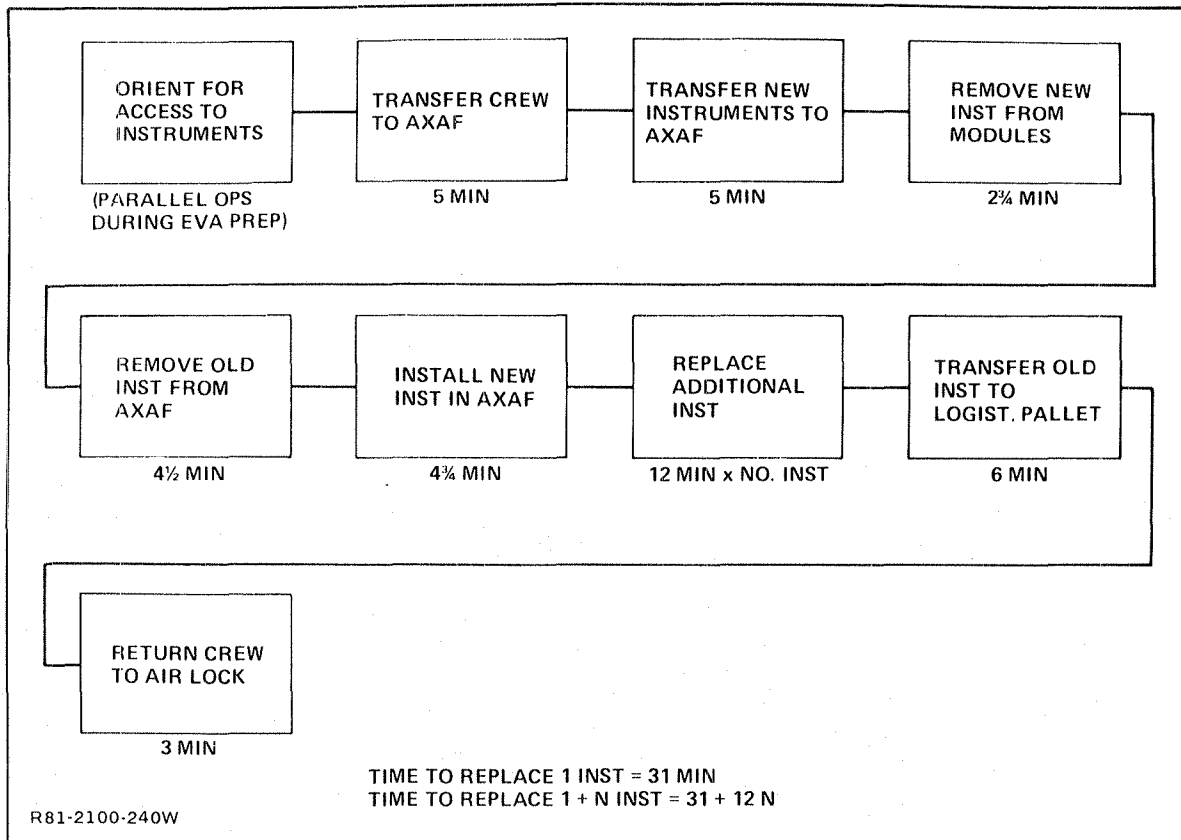 ORIENT FOR
ACCESS TO
INSTRUMENTS
(PARALLEL OPS
DURING EVA PREP)
TRANSFER CREW
TO AXAF
5 MIN
TRANSFER NEW
INSTRUMENTS TO
AXAF
5 MIN
REMOVE NEW
INST FROM
MODULES
2¾ MIN
REMOVE OLD
INST FROM
AXAF
4½ MIN
INSTALL NEW
INST IN AXAF
4¾ MIN
REPLACE
ADDITIONAL
INST
12 MIN x NO. INST
TRANSFER OLD
INST TO
LOGIST. PALLET
6 MIN
RETURN CREW
TO AIR LOCK
3 MIN
TIME TO REPLACE 1 INST = 31 MIN
TIME TO REPLACE 1 + N INST = 31 + 12 N
R81-2100-240W